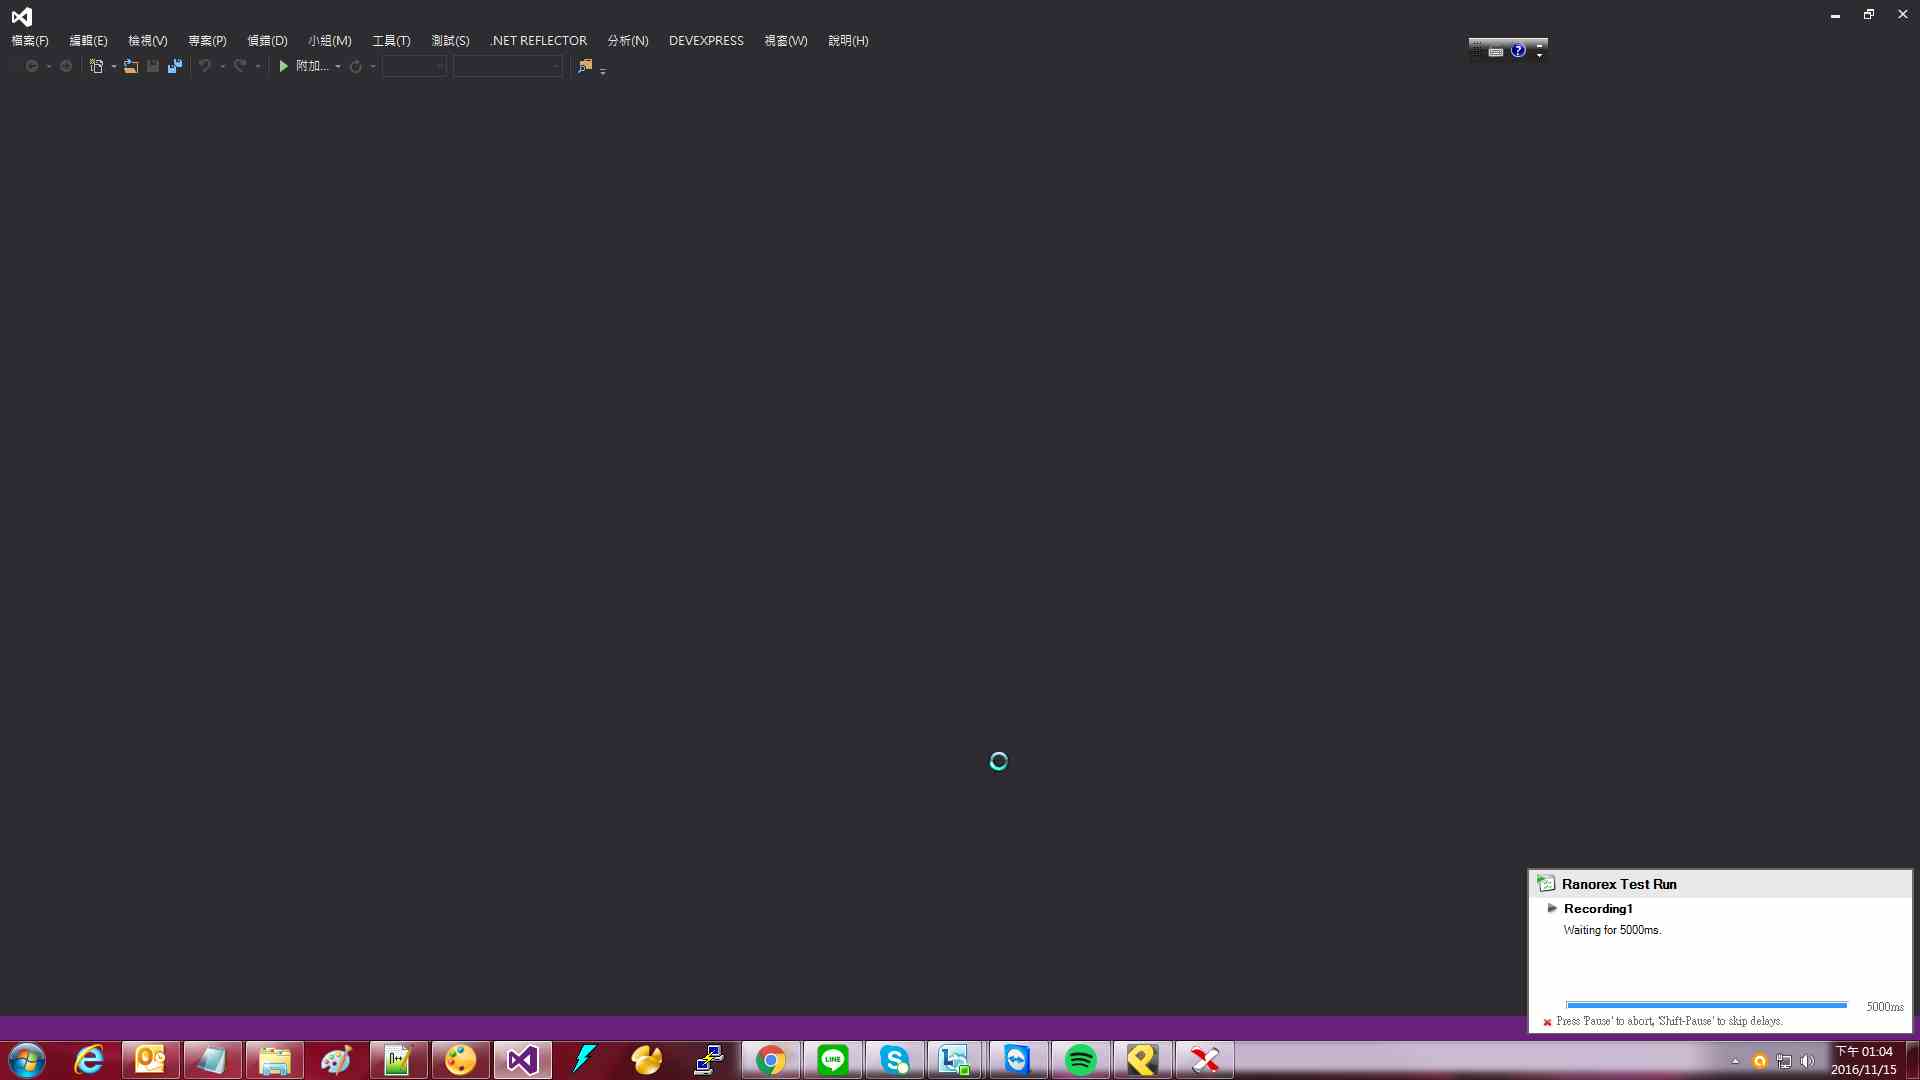 檔案(F) 編輯(E) 檢視(V) 專案(P) 偵錯(D) 小組(M) 工具(T) 測試(S) .NET REFLECTOR 分析(N) DEVEXPRESS 視窗(W) 說明(H)
附加...
Ranorex Test Run
Recording1
Waiting for 5000ms.
5000ms
Press 'Pause' to abort, 'Shift-Pause' to skip delays.
LINE
下午 01:04
2016/11/15